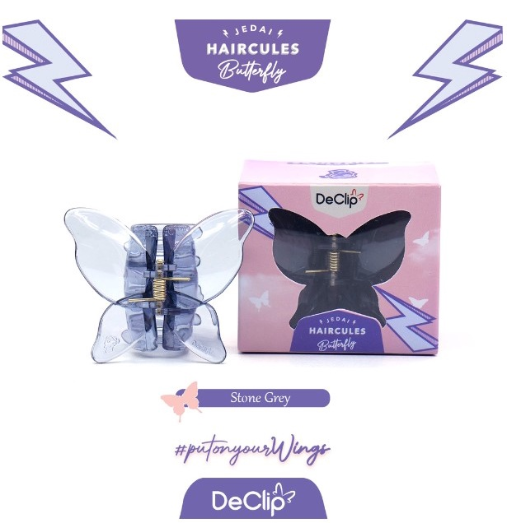 JEDAI
HAIRCULES
Butterfly
DeClip
JEDAI
HAIRCULES
Butterfly
Stone Grey
#putonyourWings
DeClip